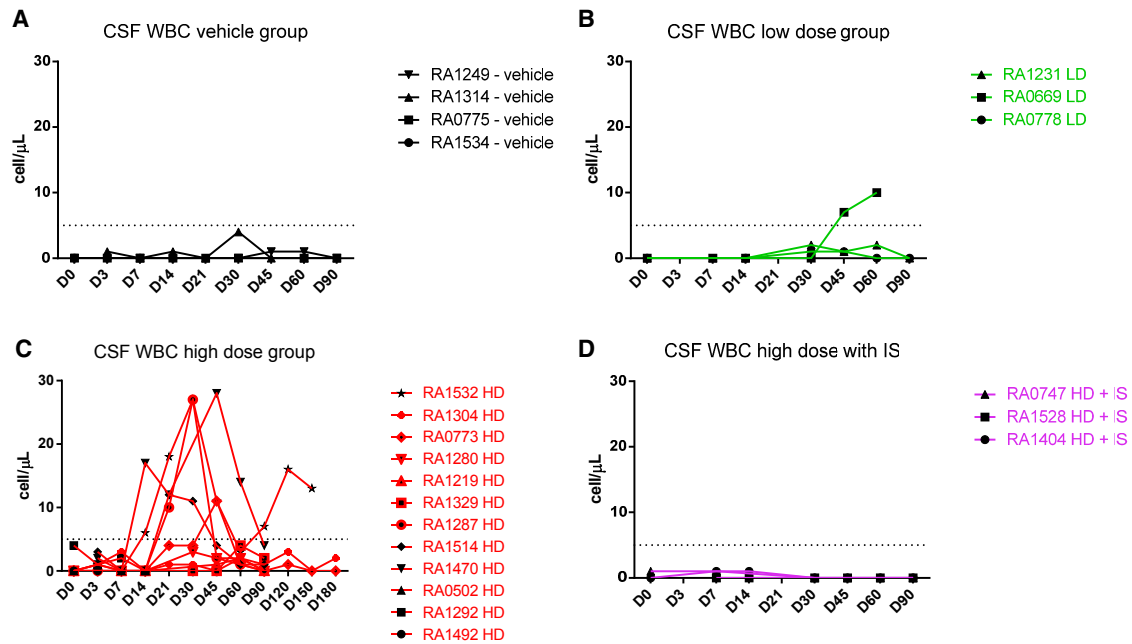 A
CSF WBC vehicle group
30
20
10
0
cell/μL
D0 D3 D7 D14 D21 D30 D45 D60 D90
RA1249 - vehicle
RA1314 - vehicle
RA0775 - vehicle
RA1534 - vehicle
B
CSF WBC low dose group
30
20
10
0
cell/μL
D0 D3 D7 D14 D21 D30 D45 D60 D90
RA1231 LD
RA0669 LD
RA0778 LD
C
CSF WBC high dose group
30
20
10
0
cell/μL
D0 D3 D7 D14 D21 D30 D45 D60 D90 D120 D150 D180
RA1532 HD
RA1304 HD
RA0773 HD
RA1280 HD
RA1219 HD
RA1329 HD
RA1287 HD
RA1514 HD
RA1470 HD
RA0502 HD
RA1292 HD
RA1492 HD
D
CSF WBC high dose with IS
30
20
10
0
cell/μL
D0 D3 D7 D14 D21 D30 D45 D60 D90
RA0747 HD + IS
RA1528 HD + IS
RA1404 HD + IS